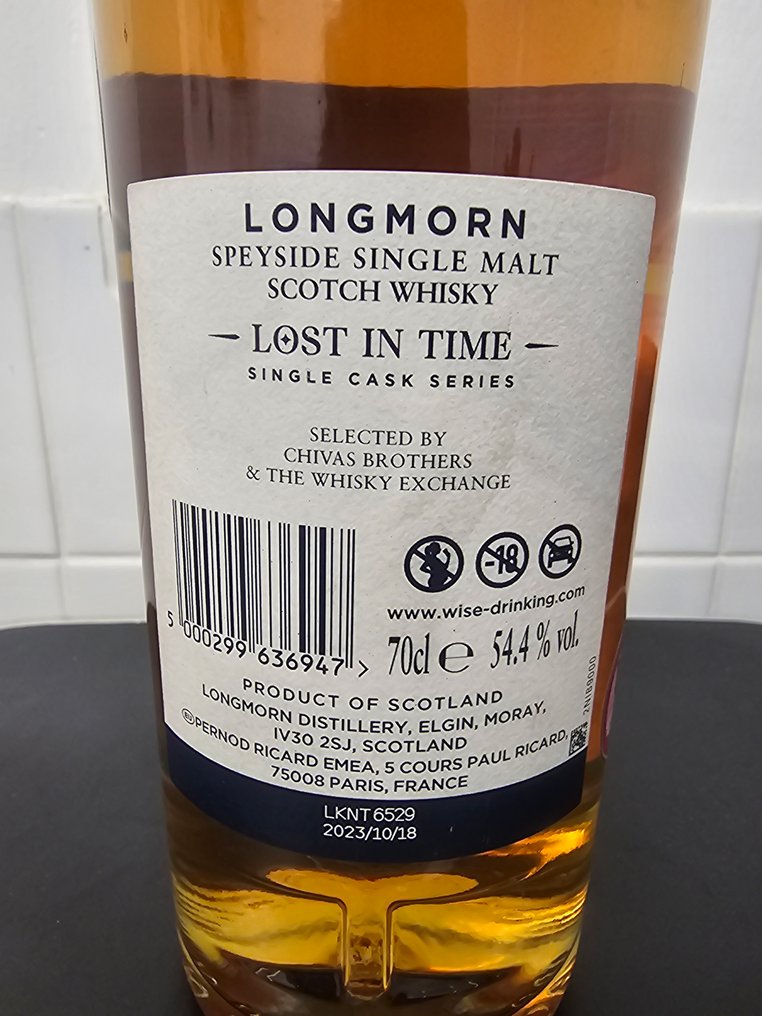 LONGMORN
SPEYSIDE SINGLE MALT
SCOTCH WHISKY
LOST IN TIME
SINGLE CASK SERIES
SELECTED BY
CHIVAS BROTHERS
& THE WHISKY EXCHANGE
-18
www.wise-drinking.com
5 000299 636947 >
70cl e 54.4 % vol.
PRODUCT OF SCOTLAND
LONGMORN DISTILLERY, ELGIN, MORAY,
IV30 2SJ, SCOTLAND
EU PERNOD RICARD EMEA, 5 COURS PAUL RICARD,
75008 PARIS, FRANCE
LKNT6529
2023/10/18